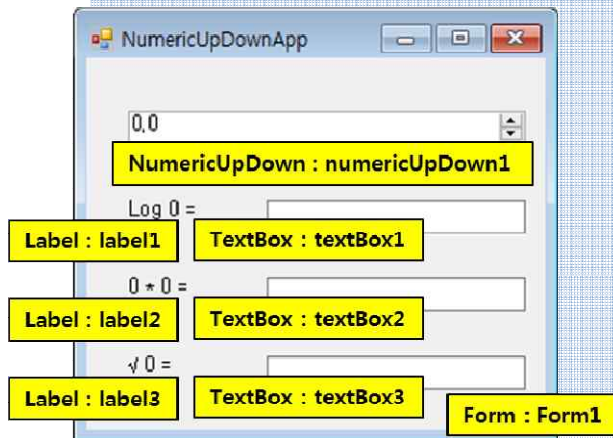 NumericUpDownApp
0,0
NumericUpDown : numericUpDown1
Log 0 =
Label : label1 TextBox : textBox1
0 * 0 =
Label : label2 TextBox : textBox2
√ 0 =
Label : label3 TextBox : textBox3
Form : Form1